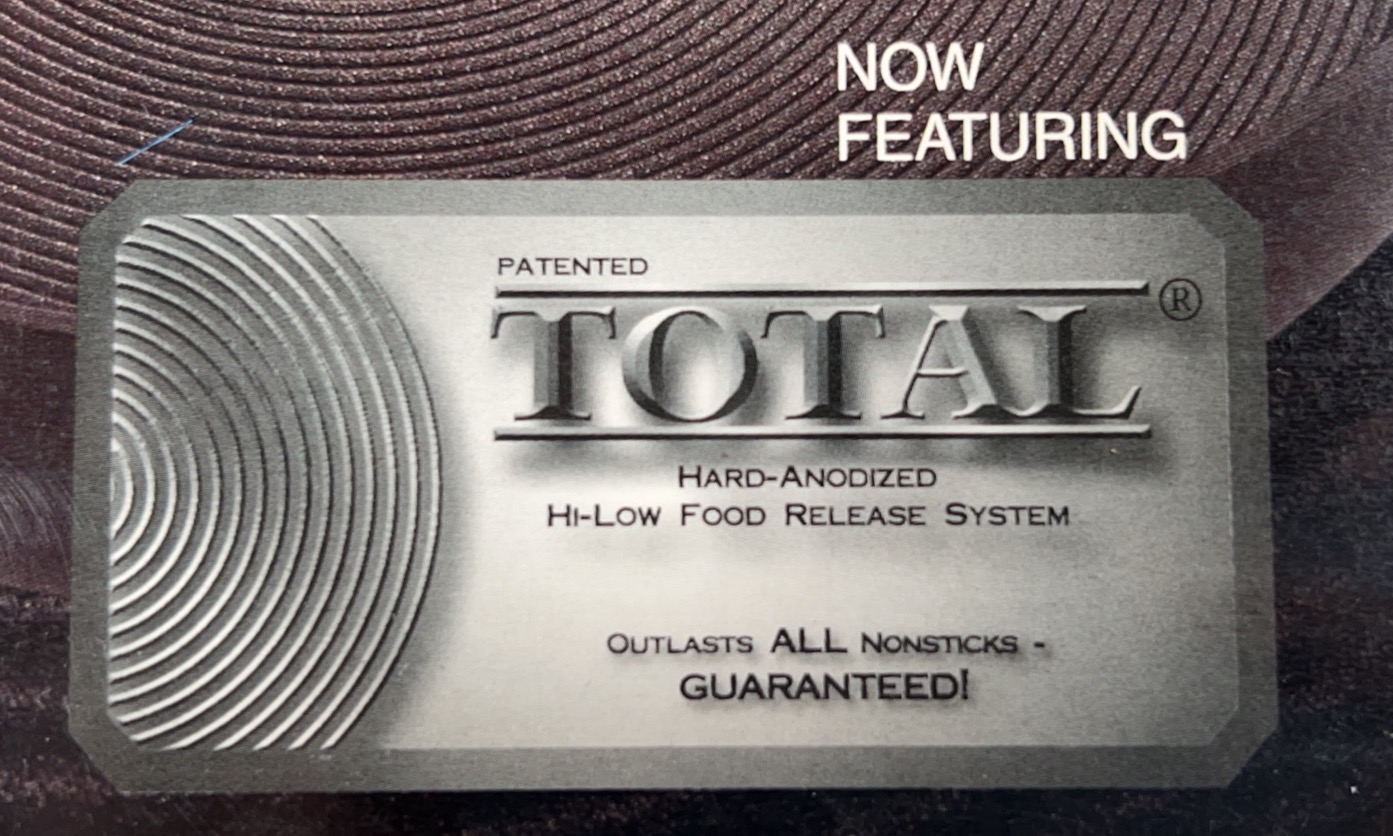 NOW
FEATURING
PATENTED
TOTAL®
HARD-ANODIZED
HI-LOW FOOD RELEASE SYSTEM
OUTLASTS ALL NONSTICKS -
GUARANTEED!